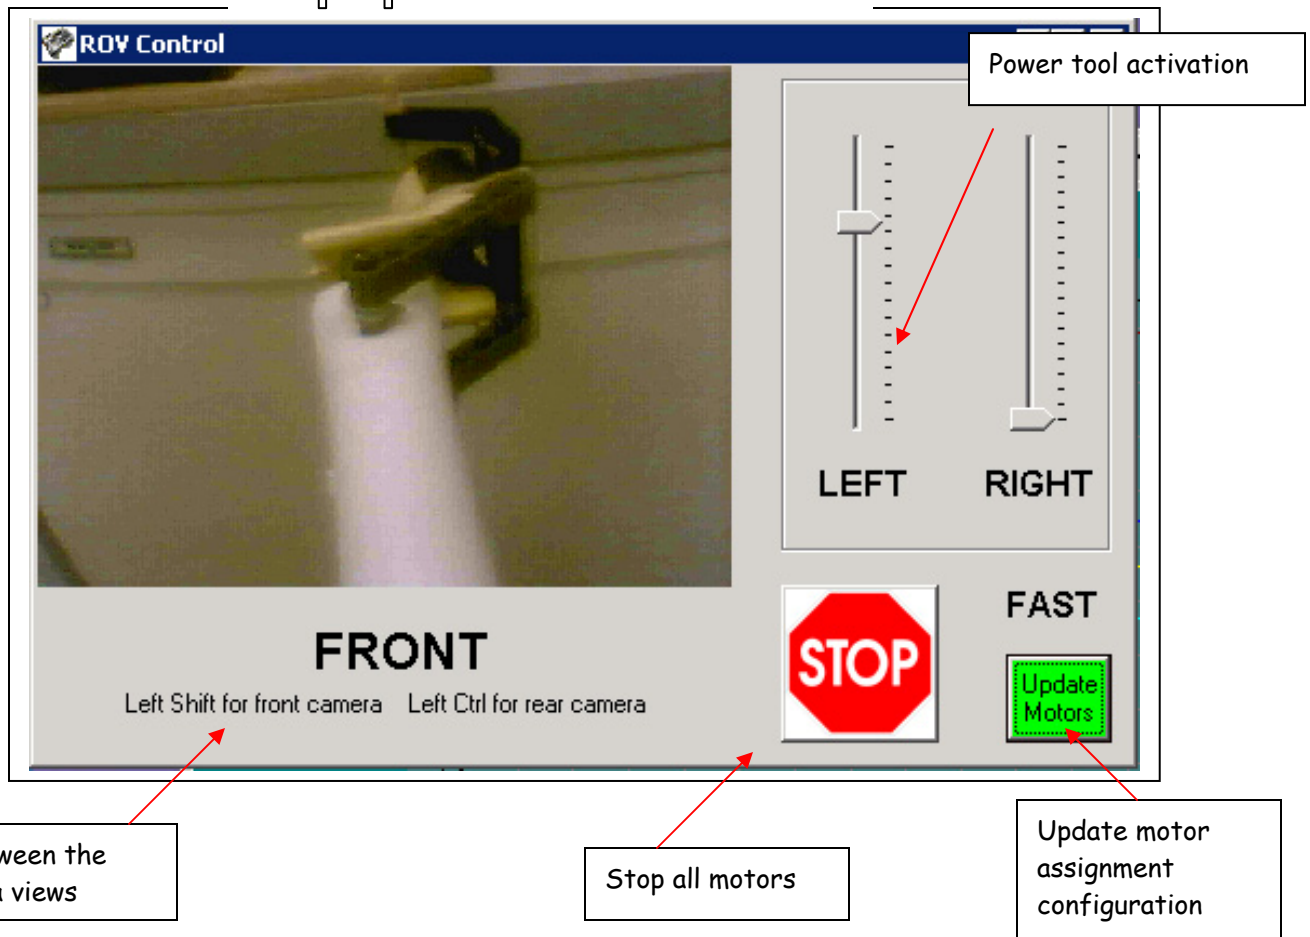 ROV Control
Power tool activation
LEFT
RIGHT
FRONT
Left Shift for front camera
Left Ctrl for rear camera
STOP
FAST
Update
Motors
the
views
Stop all motors
Update motor
assignment
configuration